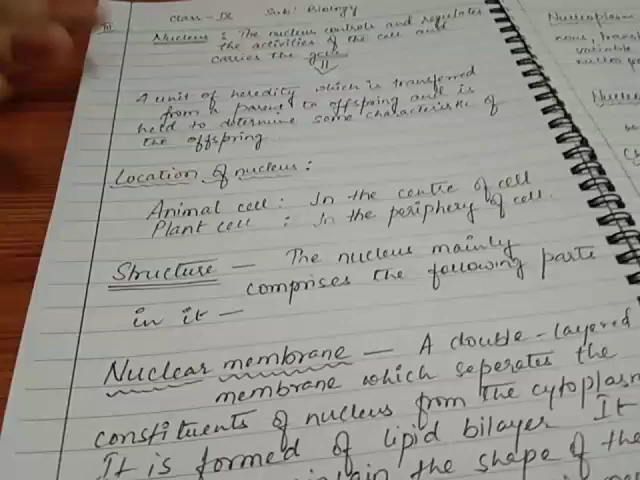 III
Class - IX Sub: Biology
Nucleus : The nucleus controls and regulates
the activities of the cell and
carries the gene
A unit of heredity which is transferred
from a parent to offspring and is
held to determine some characteristic of
the offspring
Location of nucleus :
Animal cell : In the centre of cell
Plant cell : In the periphery of cell.
Structure - The nucleus mainly
comprises the following parts
in it -
Nuclear membrane - A double-layered
membrane which seperates the
constituents of nucleus from the cytoplasm
It is formed of lipid bilayer It
the shape of the
Nucleoplasm
variable